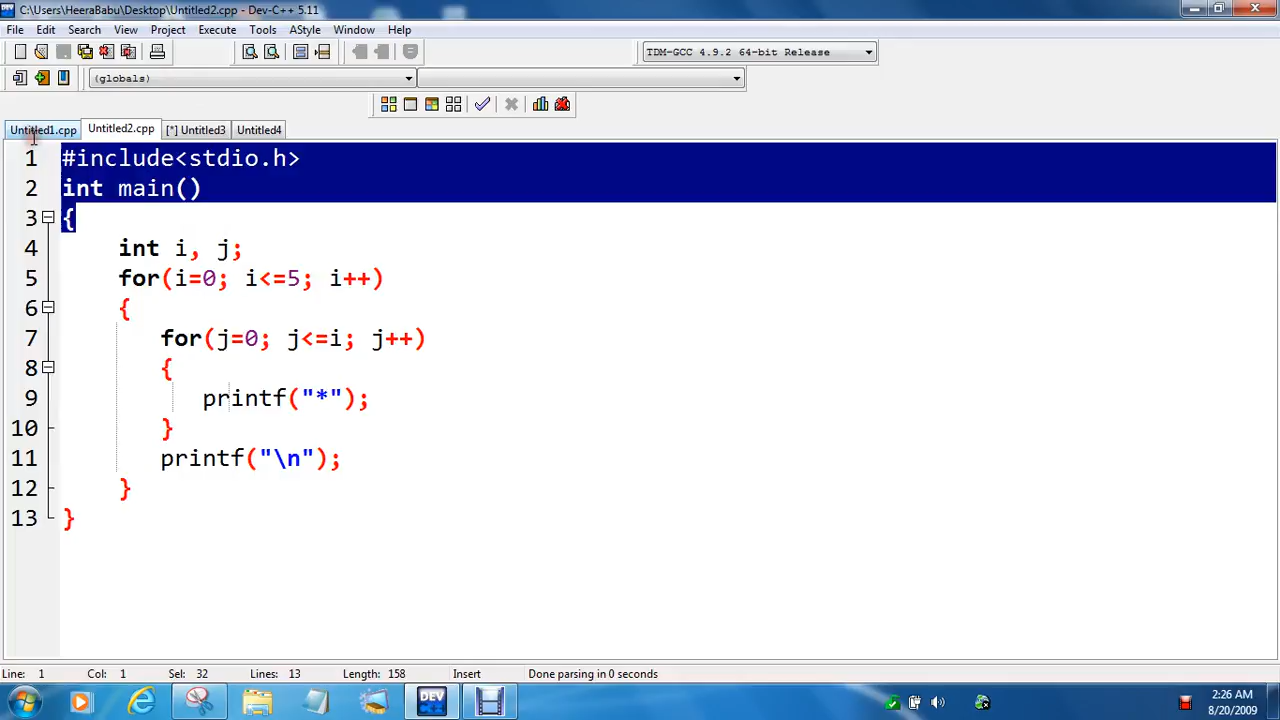 C:\Users\HeeraBabu\Desktop\Untitled2.cpp - Dev-C++ 5.11
File Edit Search View Project Execute Tools AStyle Window Help
TDM-GCC 4.9.2 64-bit Release
(globals)
Untitled1.cpp Untitled2.cpp [*] Untitled3 Untitled4
1 #include<stdio.h>
2 int main()
3 {
4 int i, j;
5 for(i=0; i<=5; i++)
6 {
7 for(j=0; j<=i; j++)
8 {
9 printf("*");
10 }
11 printf("\n");
12 }
13 }
Line: 1 Col: 1 Sel: 32 Lines: 13 Length: 158 Insert Done parsing in 0 seconds
DEV
C++
2:26 AM
8/20/2009